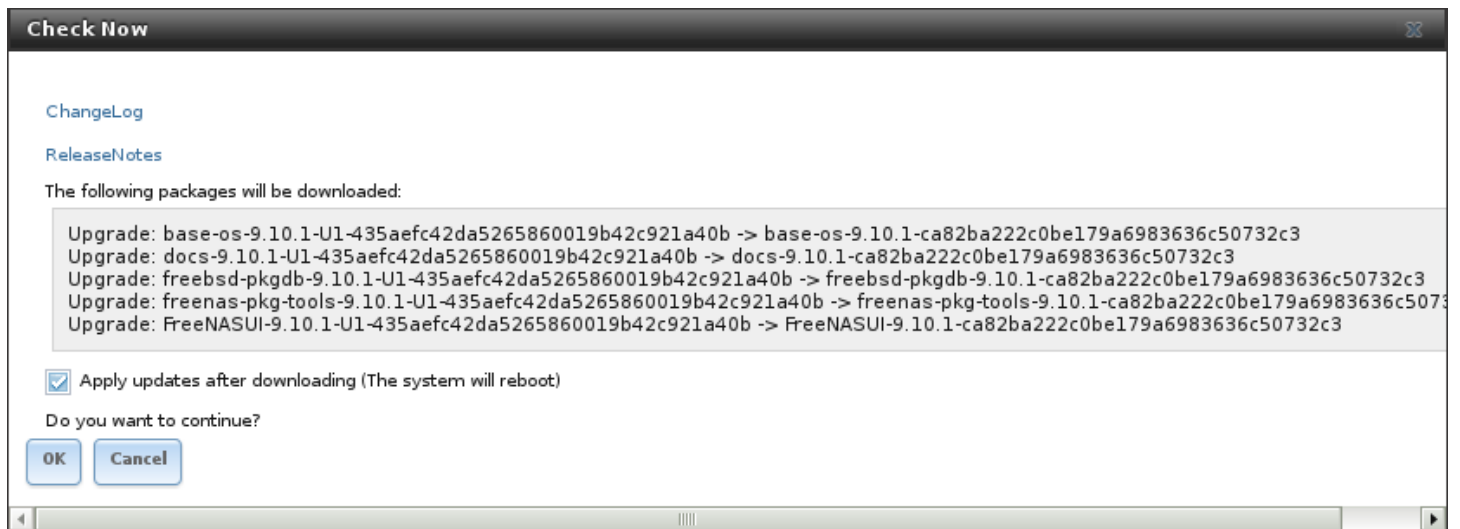 Check Now
ChangeLog
ReleaseNotes
The following packages will be downloaded:
Upgrade: base-os-9.10.1-U1-435aefc42da5265860019b42c921a40b -> base-os-9.10.1-ca82ba222c0be179a6983636c50732c3
Upgrade: docs-9.10.1-U1-435aefc42da5265860019b42c921a40b -> docs-9.10.1-ca82ba222c0be179a6983636c50732c3
Upgrade: freebsd-pkgdb-9.10.1-U1-435aefc42da5265860019b42c921a40b -> freebsd-pkgdb-9.10.1-ca82ba222c0be179a6983636c50732c3
Upgrade: freenas-pkg-tools-9.10.1-U1-435aefc42da5265860019b42c921a40b -> freenas-pkg-tools-9.10.1-ca82ba222c0be179a6983636c5073
Upgrade: FreeNASUI-9.10.1-U1-435aefc42da5265860019b42c921a40b -> FreeNASUI-9.10.1-ca82ba222c0be179a6983636c50732c3
Apply updates after downloading (The system will reboot)
Do you want to continue?
OK Cancel